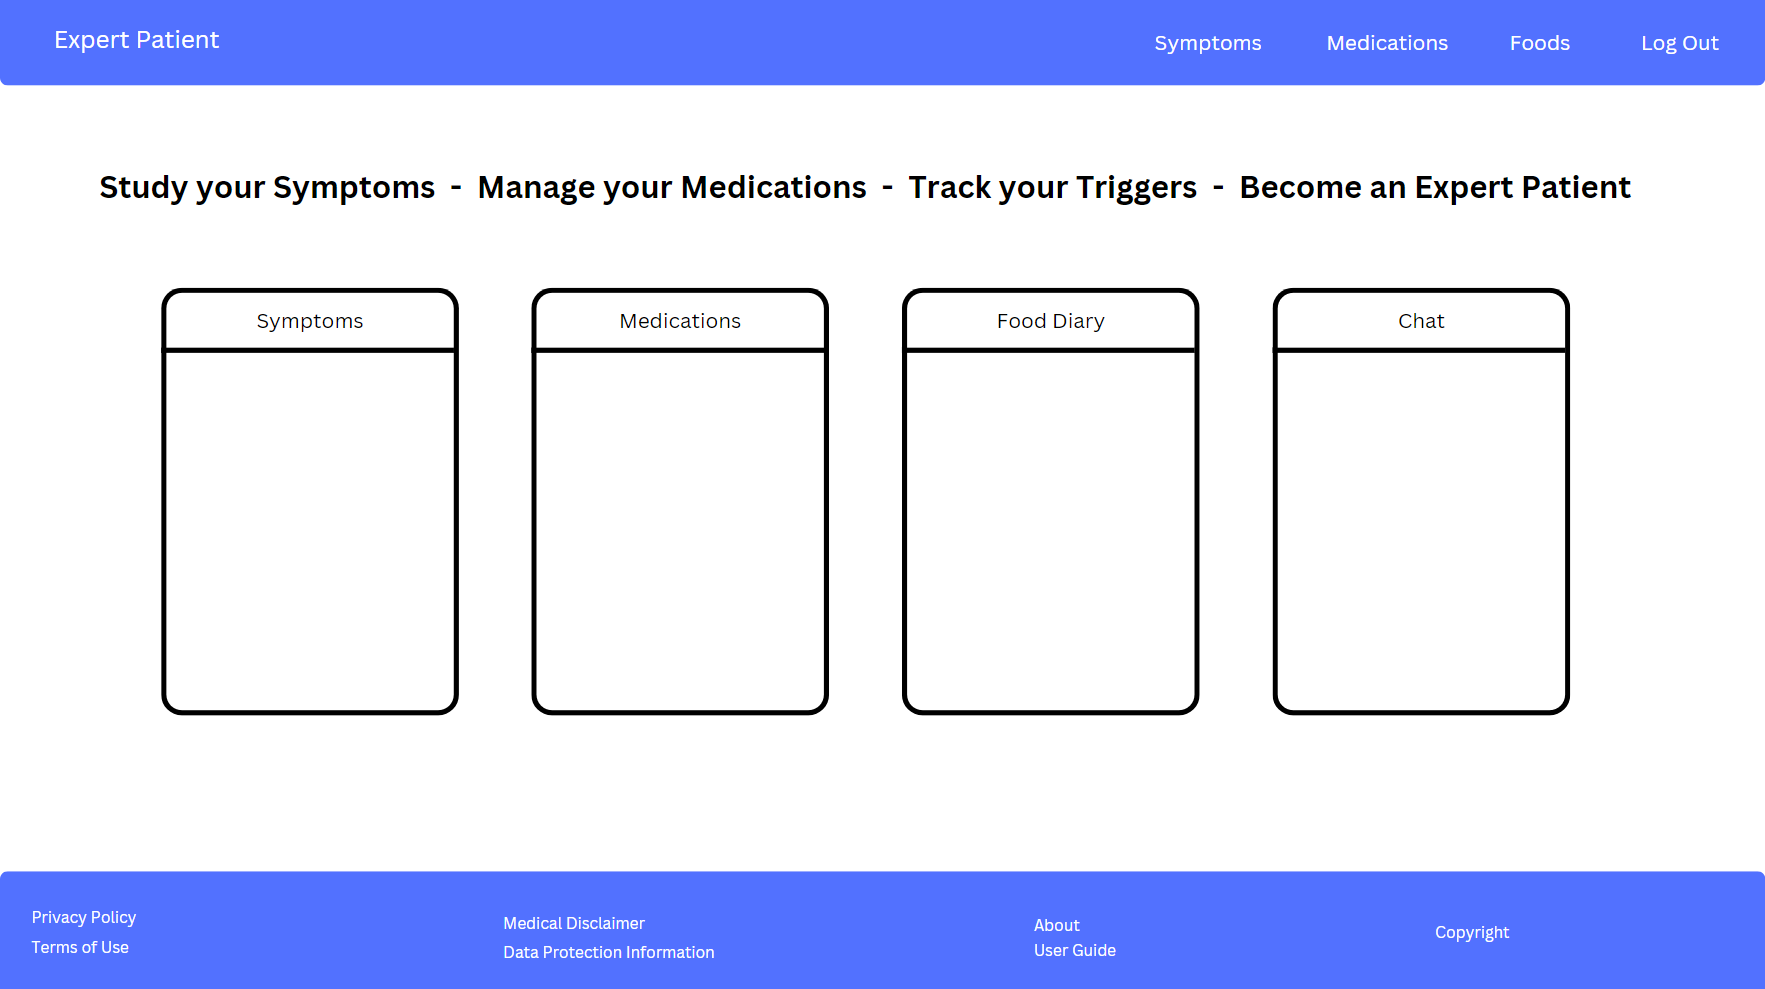 Expert Patient
Symptoms Medications Foods Log Out
Study your Symptoms - Manage your Medications - Track your Triggers - Become an Expert Patient
Symptoms
Medications
Food Diary
Chat
Privacy Policy
Terms of Use
Medical Disclaimer
Data Protection Information
About
User Guide
Copyright